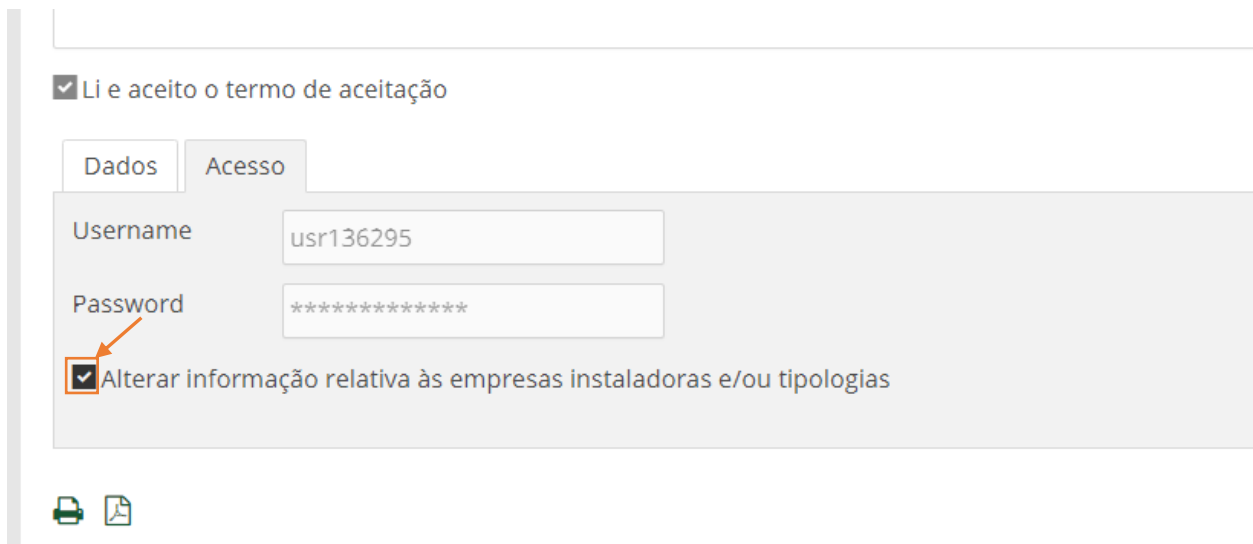 Li e aceito o termo de aceitação
Dados Acesso
Username usr136295
Password *************
Alterar informação relativa às empresas instaladoras e/ou tipologias